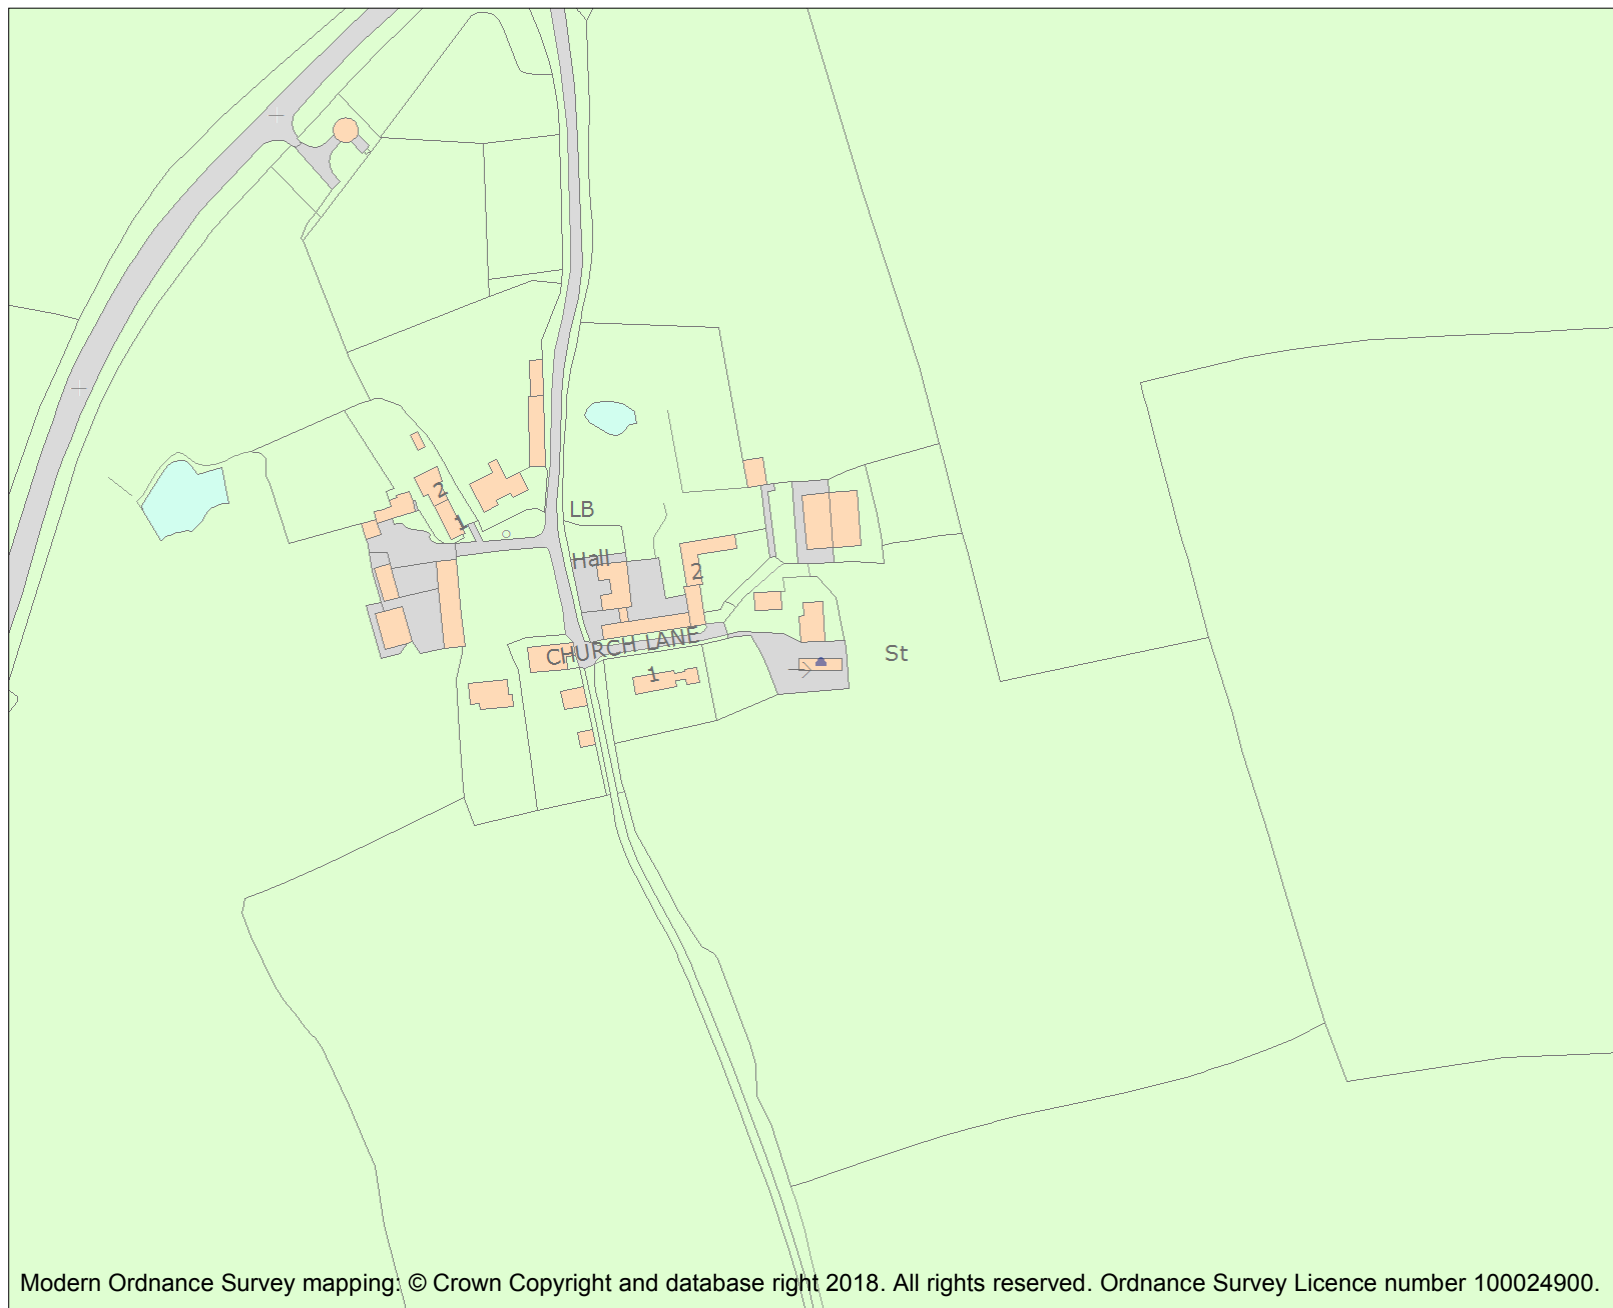 2
1
LB
Hall
2
CHURCH LANE
St
1
Modern Ordnance Survey mapping: © Crown Copyright and database right 2018. All rights reserved. Ordnance Survey Licence number 100024900.